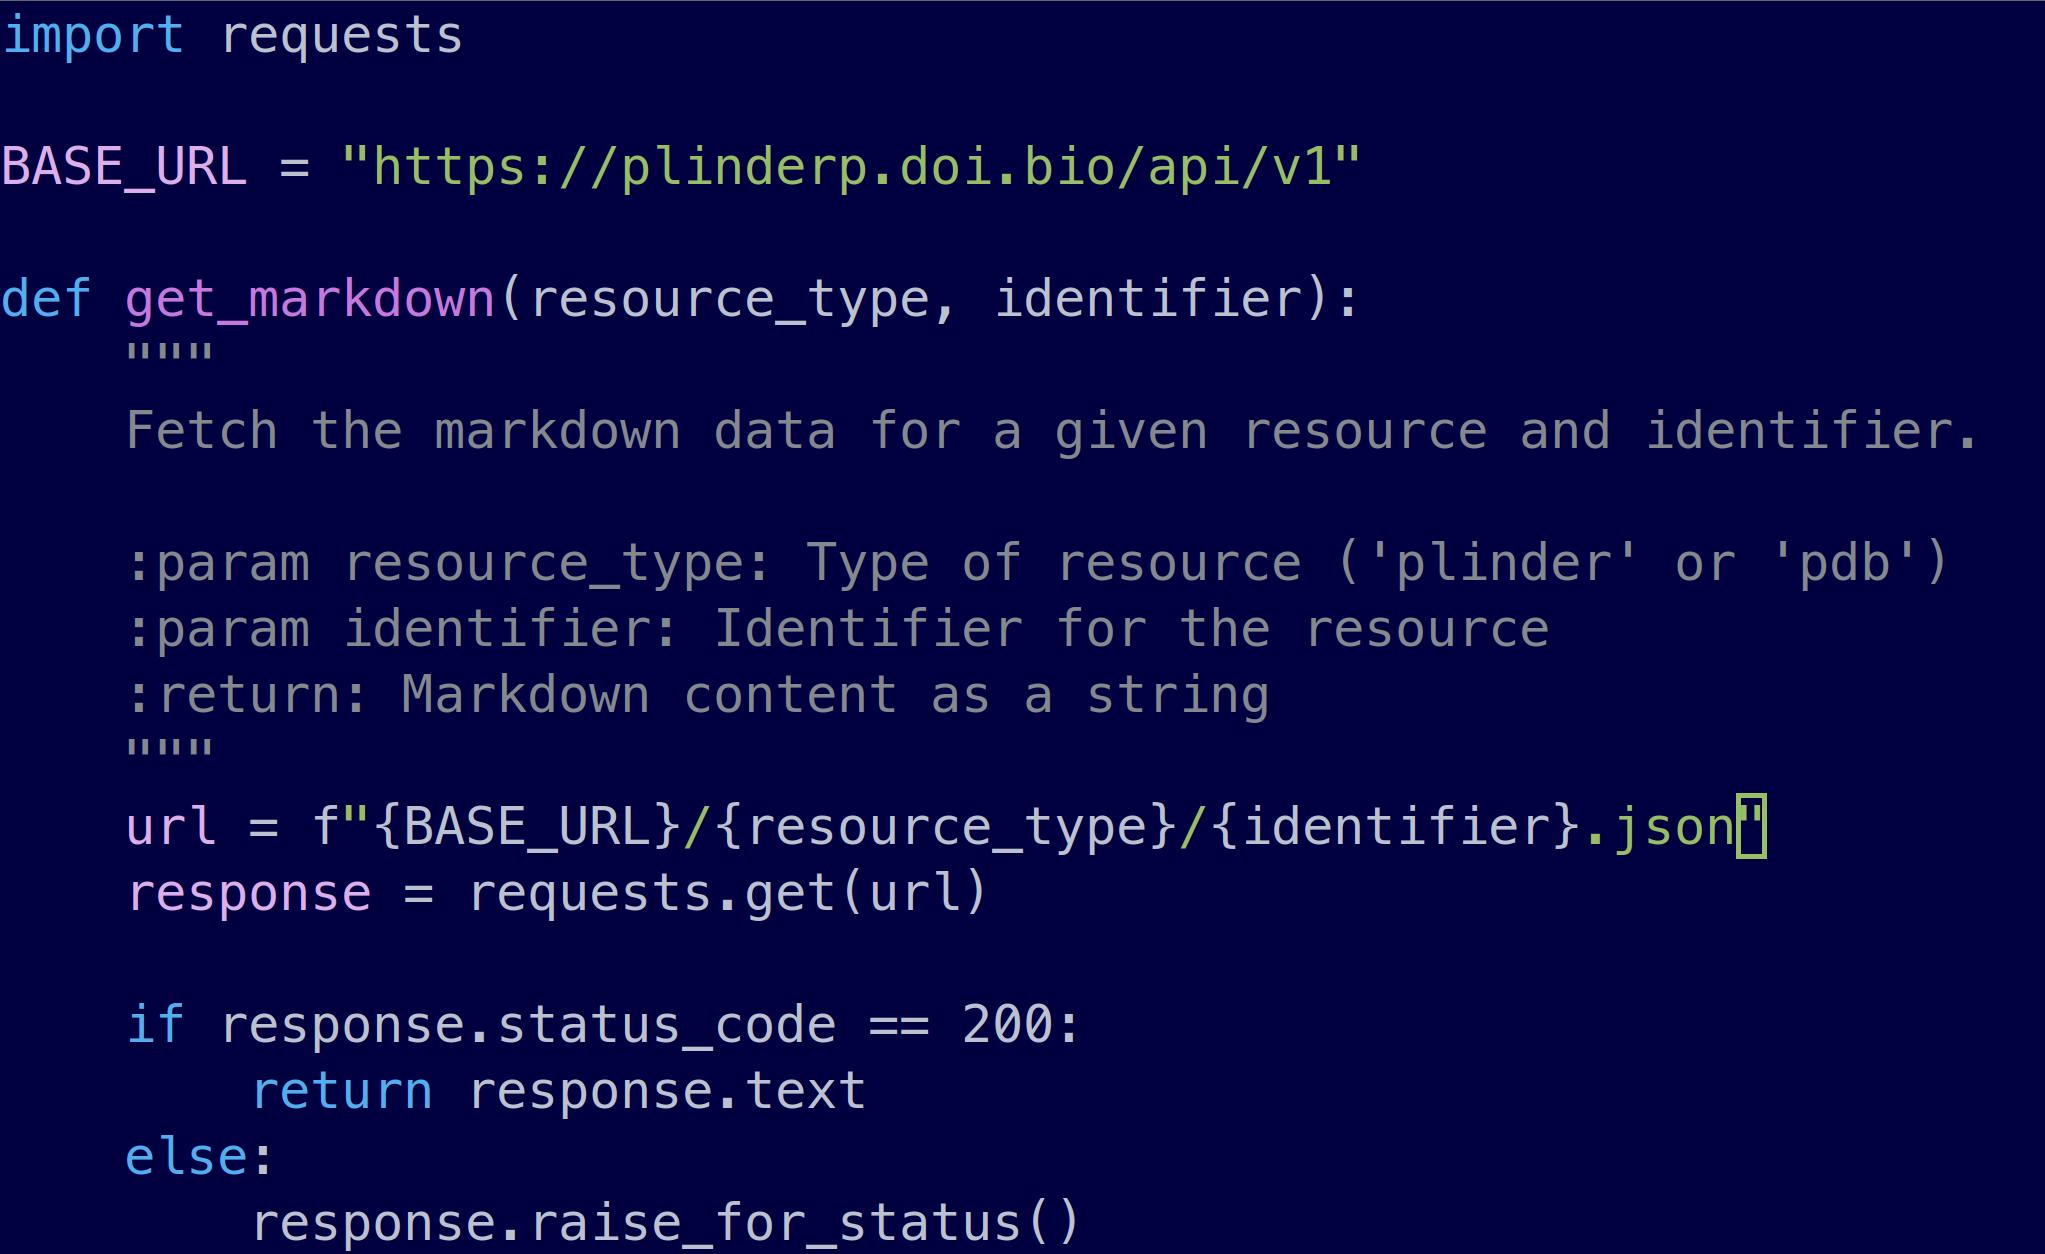 import requests
BASE_URL = "https://plinderp.doi.bio/api/v1"
def get_markdown(resource_type, identifier):
    """
    Fetch the markdown data for a given resource and identifier.
    :param resource_type: Type of resource ('plinder' or 'pdb')
    :param identifier: Identifier for the resource
    :return: Markdown content as a string
    """
    url = f"{BASE_URL}/{resource_type}/{identifier}.json"
    response = requests.get(url)
    if response.status_code == 200:
        return response.text
    else:
        response.raise_for_status()